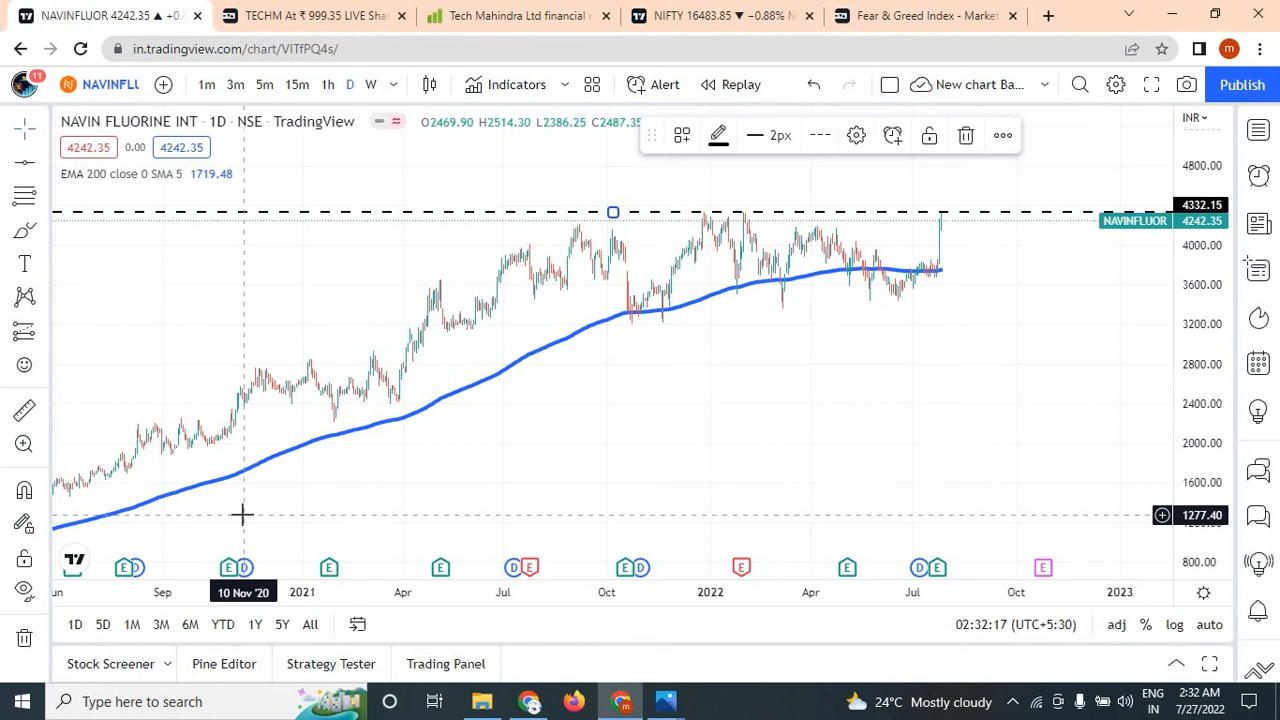 NAVINFLUOR 4242.35 ▲ +0.
TECHM At ₹ 999.35 LIVE Sha
Tech Mahindra Ltd financial r
NIFTY 16483.85 ▼ −0.88% N
Fear & Greed Index - Market
in.tradingview.com/chart/VITfPQ4s/
m
11
NAVINFLU
1m 3m 5m 15m 1h D W
Indicators
Alert
Replay
New chart Ba...
Publish
NAVIN FLUORINE INT · 1D · NSE · TradingView
O2469.90 H2514.30 L2386.25 C2487.35
2px
INR
4242.35 0.00 4242.35
EMA 200 close 0 SMA 5 1719.48
4800.00
4332.15
NAVINFLUOR 4242.35
4000.00
3600.00
3200.00
2800.00
2400.00
2000.00
1600.00
1277.40
800.00
E D E D E E D E E D E E D E E
un Sep 10 Nov '20 2021 Apr Jul Oct 2022 Apr Jul Oct 2023
1D 5D 1M 3M 6M YTD 1Y 5Y All
02:32:17 (UTC+5:30)
adj % log auto
Stock Screener Pine Editor Strategy Tester Trading Panel
Type here to search
24°C Mostly cloudy
ENG
IN
2:32 AM
7/27/2022